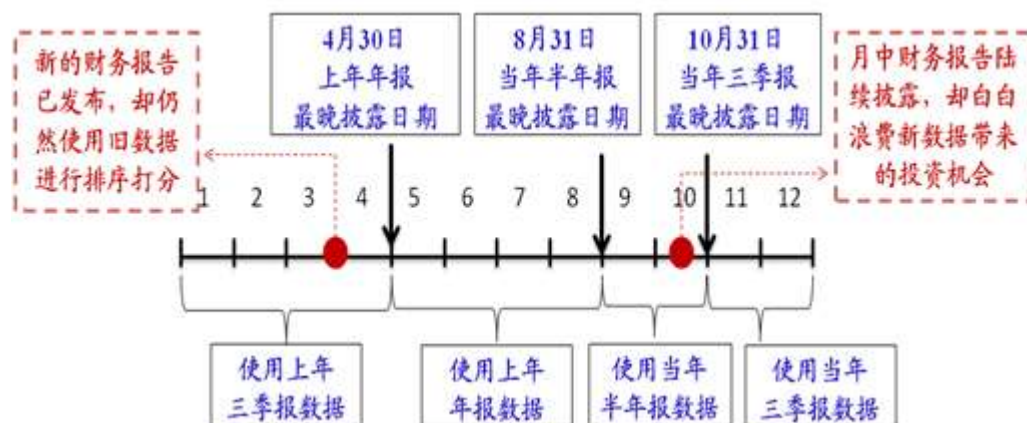 新的财务报告
已发布，却仍
然使用旧数据
进行排序打分
4月30日
上年年报
最晚披露日期
8月31日
当年半年报
最晚披露日期
10月31日
当年三季报
最晚披露日期
月中财务报告陆
续披露，却白白
浪费新数据带来
的投资机会
1 2 3 4 5 6 7 8 9 10 11 12
使用上年
三季报数据
使用上年
年报数据
使用当年
半年报数据
使用当年
三季报数据